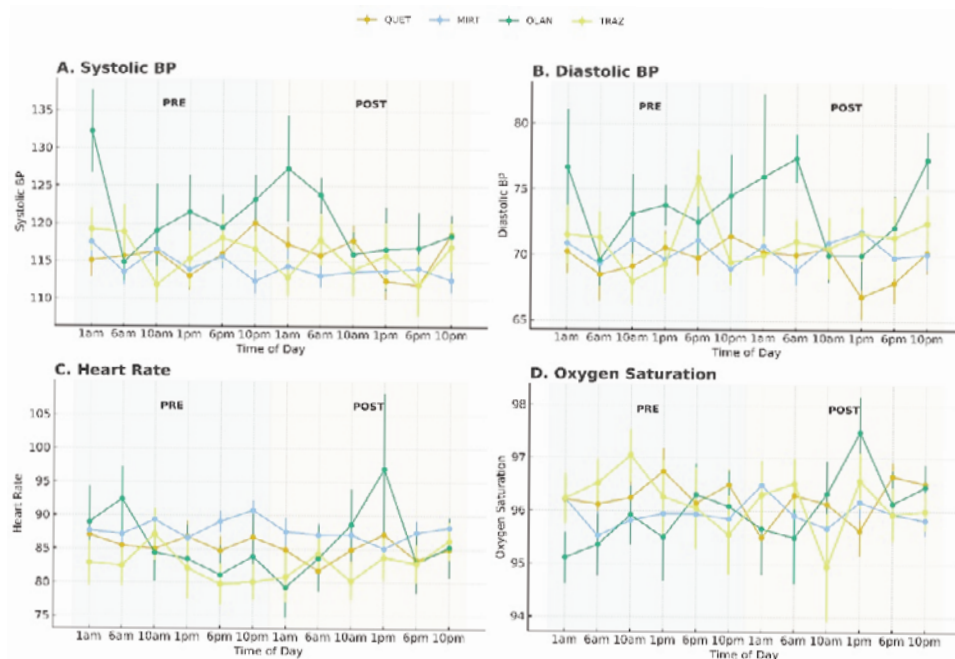 QUET MIRT OLAN TRAZ
A. Systolic BP
PRE
POST
135
130
125
120
115
110
Systolic BP
1am 6am 10am 1pm 6pm 10pm 1am 6am 10am 1pm 6pm 10pm
Time of Day
B. Diastolic BP
PRE
POST
80
75
70
65
Diastolic BP
1am 6am 10am 1pm 6pm 10pm 1am 6am 10am 1pm 6pm 10pm
Time of Day
C. Heart Rate
PRE
POST
105
100
95
90
85
80
75
Heart Rate
1am 6am 10am 1pm 6pm 10pm 1am 6am 10am 1pm 6pm 10pm
Time of Day
D. Oxygen Saturation
PRE
POST
98
97
96
95
94
Oxygen Saturation
1am 6am 10am 1pm 6pm 10pm 1am 6am 10am 1pm 6pm 10pm
Time of Day